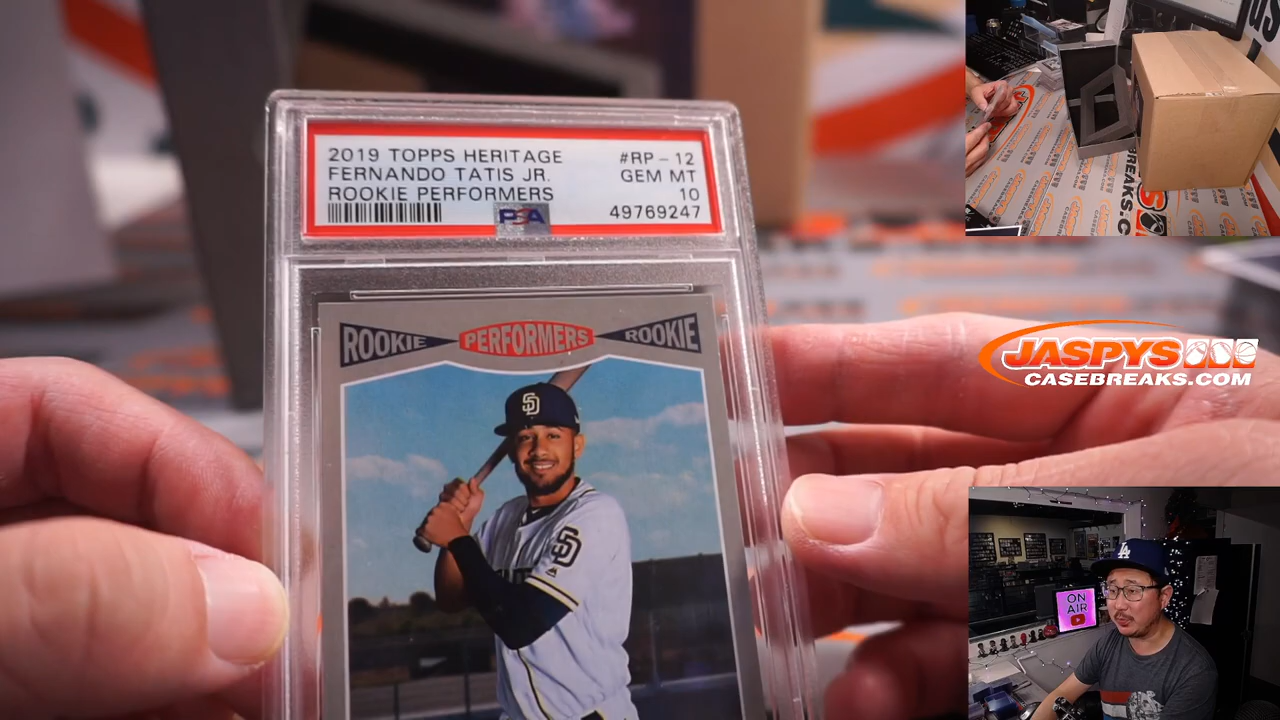 2019 TOPPS HERITAGE #RP-12
FERNANDO TATIS JR. GEM MT
ROOKIE PERFORMERS 10
PSA 49769247
ROOKIE PERFORMERS ROOKIE
SD
SD
JASPYS
CASEBREAKS.COM
BREAKS.C
LA
ON
AIR